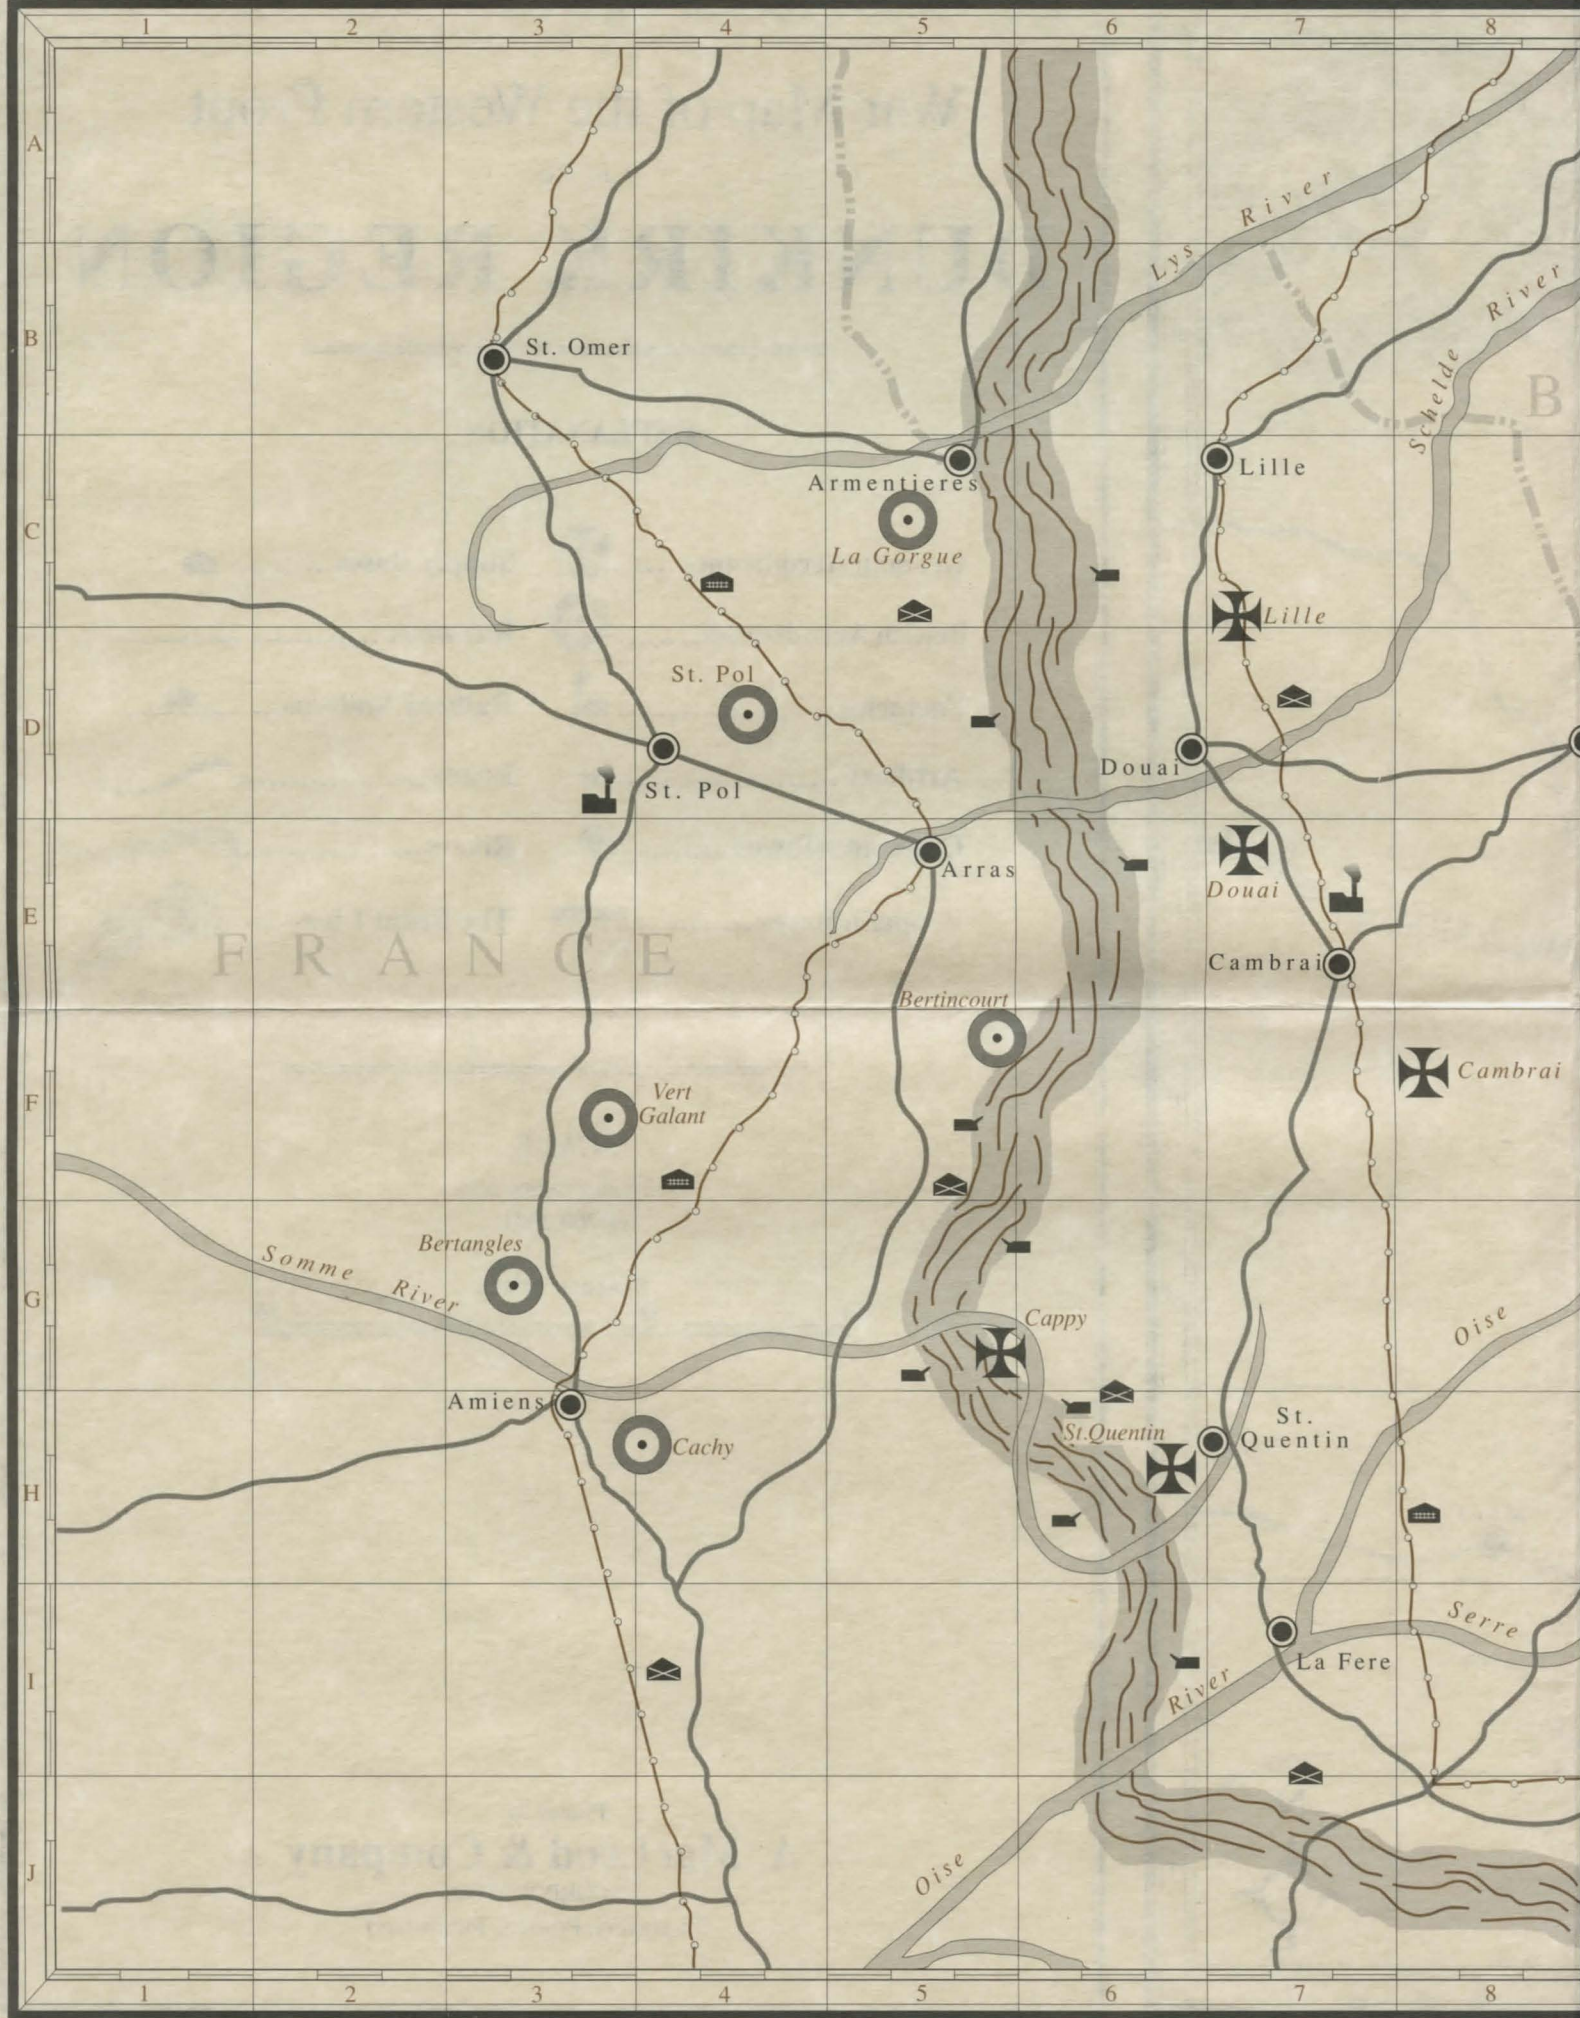 1 2 3 4 5 6 7 8
A
Lys River
B
St. Omer
Schelde River
B
Lille
Armentieres
C
La Gorgue
Lille
St. Pol
D
Douai
St. Pol
Arras
Douai
E
FRANCE
Cambrai
Bertincourt
Cambrai
F
Vert
Galant
Bertangles
Somme River
G
Cappy
Oise
Amiens
St.
Quentin
St.Quentin
Cachy
H
Serre
La Fere
I
River
J
Oise
1 2 3 4 5 6 7 8